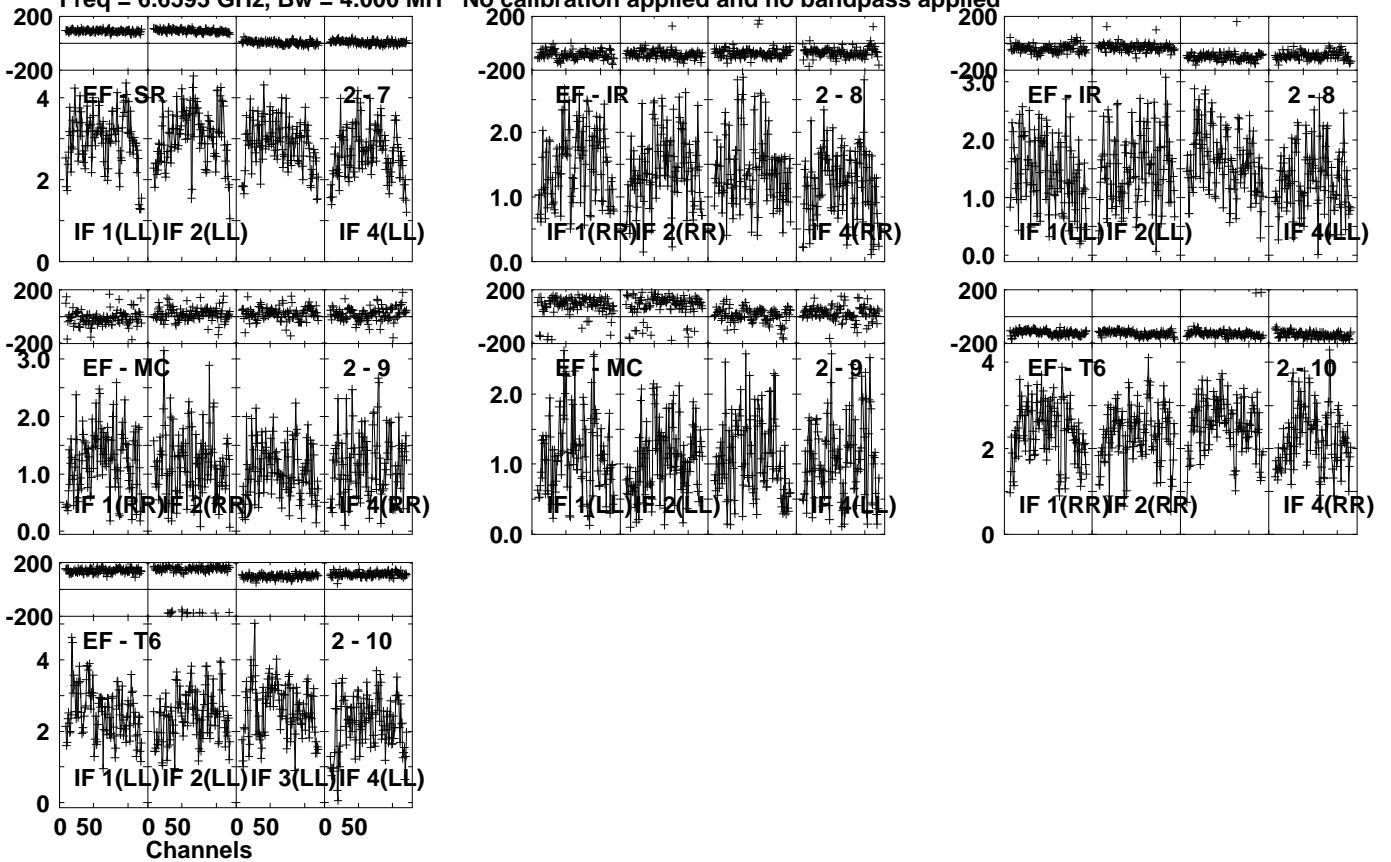 Freq = 6.6593 GHz, Bw = 4.000 MH No calibration applied and no bandpass applied
200
-200
4
2
0
EF - SR
2 - 7
IF 1(LL)
IF 2(LL)
IF 4(LL)
200
2.0
1.0
0.0
EF - IR
2 - 8
IF 1(RR)
IF 2(RR)
IF 4(RR)
200
-200
3.0
2.0
1.0
0.0
EF - IR
2 - 8
IF 1(LL)
IF 2(LL)
IF 4(LL)
200
-200
3.0
2.0
1.0
0.0
EF - MC
2 - 9
IF 1(RR)
IF 2(RR)
IF 4(RR)
200
-200
2.0
1.0
0.0
EF - MC
2 - 9
IF 1(LL)
IF 2(LL)
IF 4(LL)
200
-200
4
2
0
EF - T6
2 - 10
IF 1(RR)
IF 2(RR)
IF 4(RR)
200
-200
4
2
0
EF - T6
2 - 10
IF 1(LL)
IF 2(LL)
IF 3(LL)
IF 4(LL)
0 50 0 50
Channels